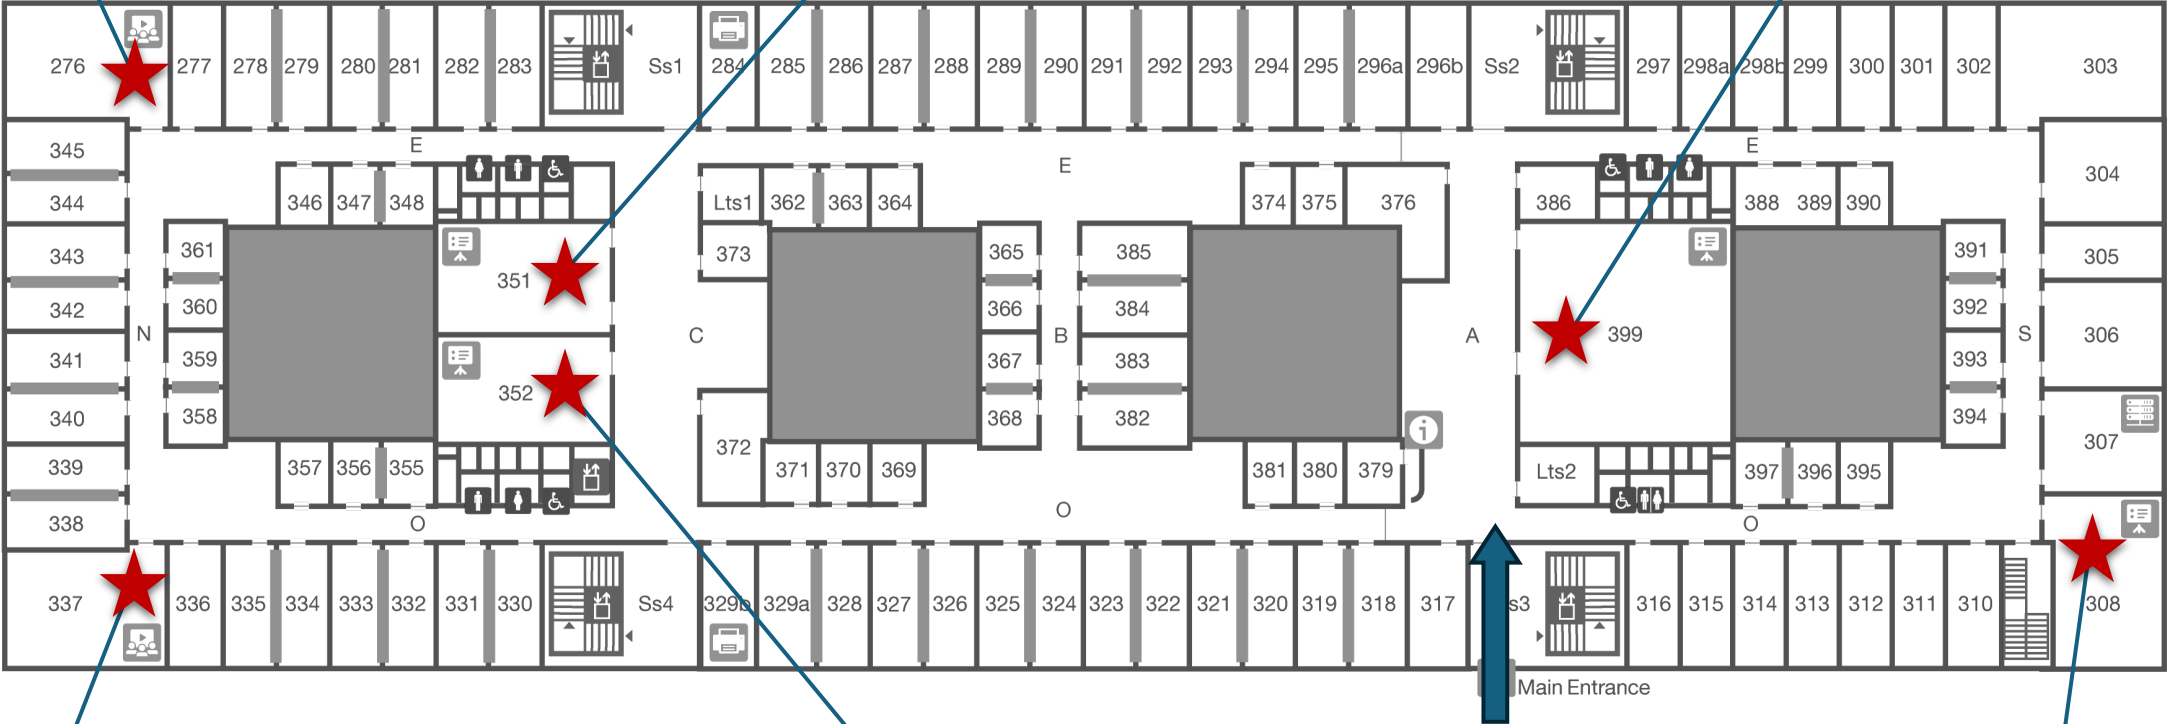 276 277 278 279 280 281 282 283 Ss1 284 285 286 287 288 289 290 291 292 293 294 295 296a 296b Ss2 297 298a 298b 299 300 301 302 303
E E E
345 304
344 346 347 348 Lts1 362 363 364 374 375 376 386 388 389 390
343 361 351 373 365 385 391 305
342 360 366 384 392
N C B A 399 S 306
341 359 352 367 383 393
340 358 368 382 394
372 i 307
339 357 356 355 371 370 369 381 380 379 Lts2 397 396 395
338 O O O
337 336 335 334 333 332 331 330 Ss4 329b 329a 328 327 326 325 324 323 322 321 320 319 318 317 s3 316 315 314 313 312 311 310 308
Main Entrance